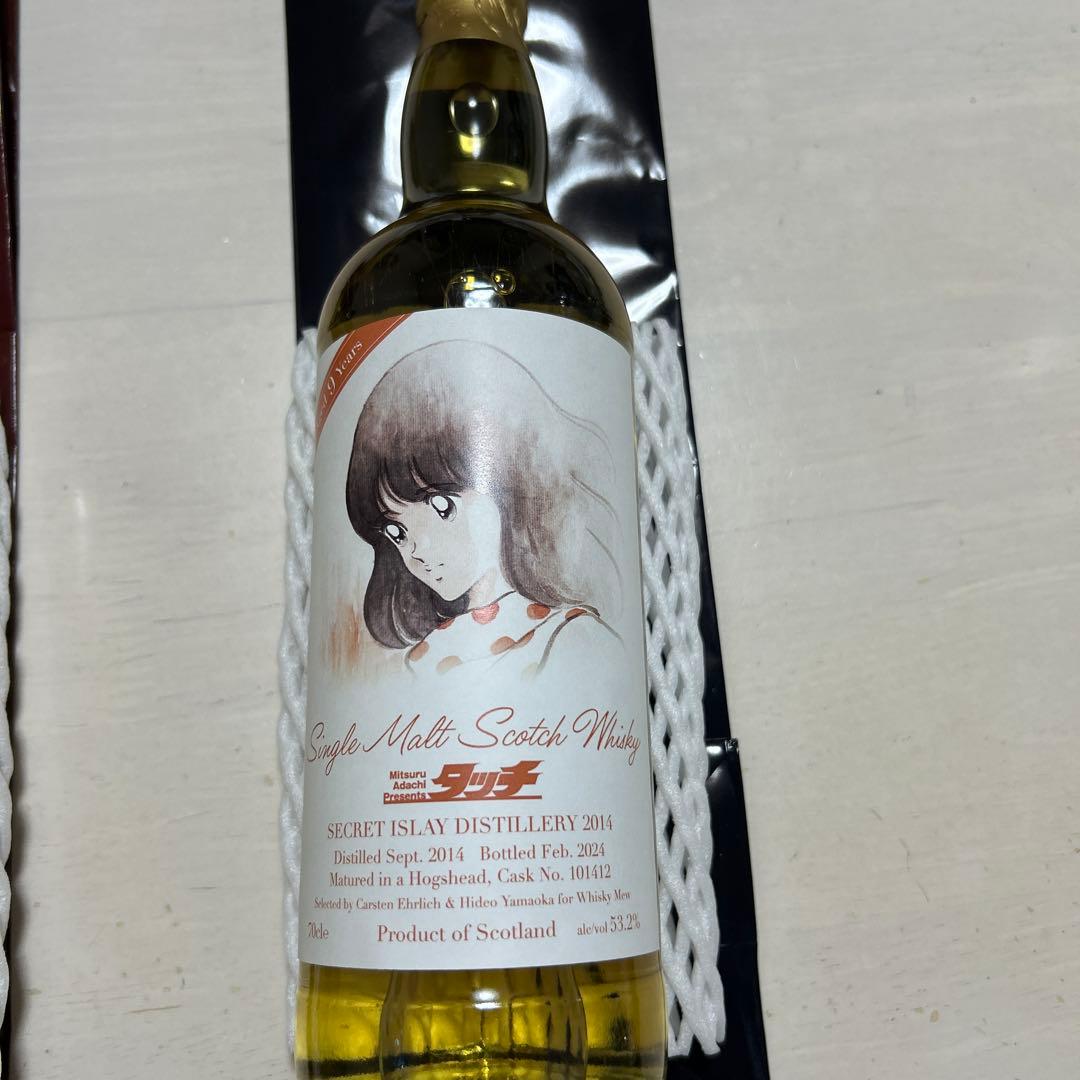 9 Years
Single Malt Scotch Whisky
Mitsuru
Adachi
Presents タッチ
SECRET ISLAY DISTILLERY 2014
Distilled Sept. 2014 Bottled Feb. 2024
Matured in a Hogshead, Cask No. 101412
Selected by Carsten Ehrlich & Hideo Yamaoka for Whisky Mew
70cle Product of Scotland alc/vol 53.2%